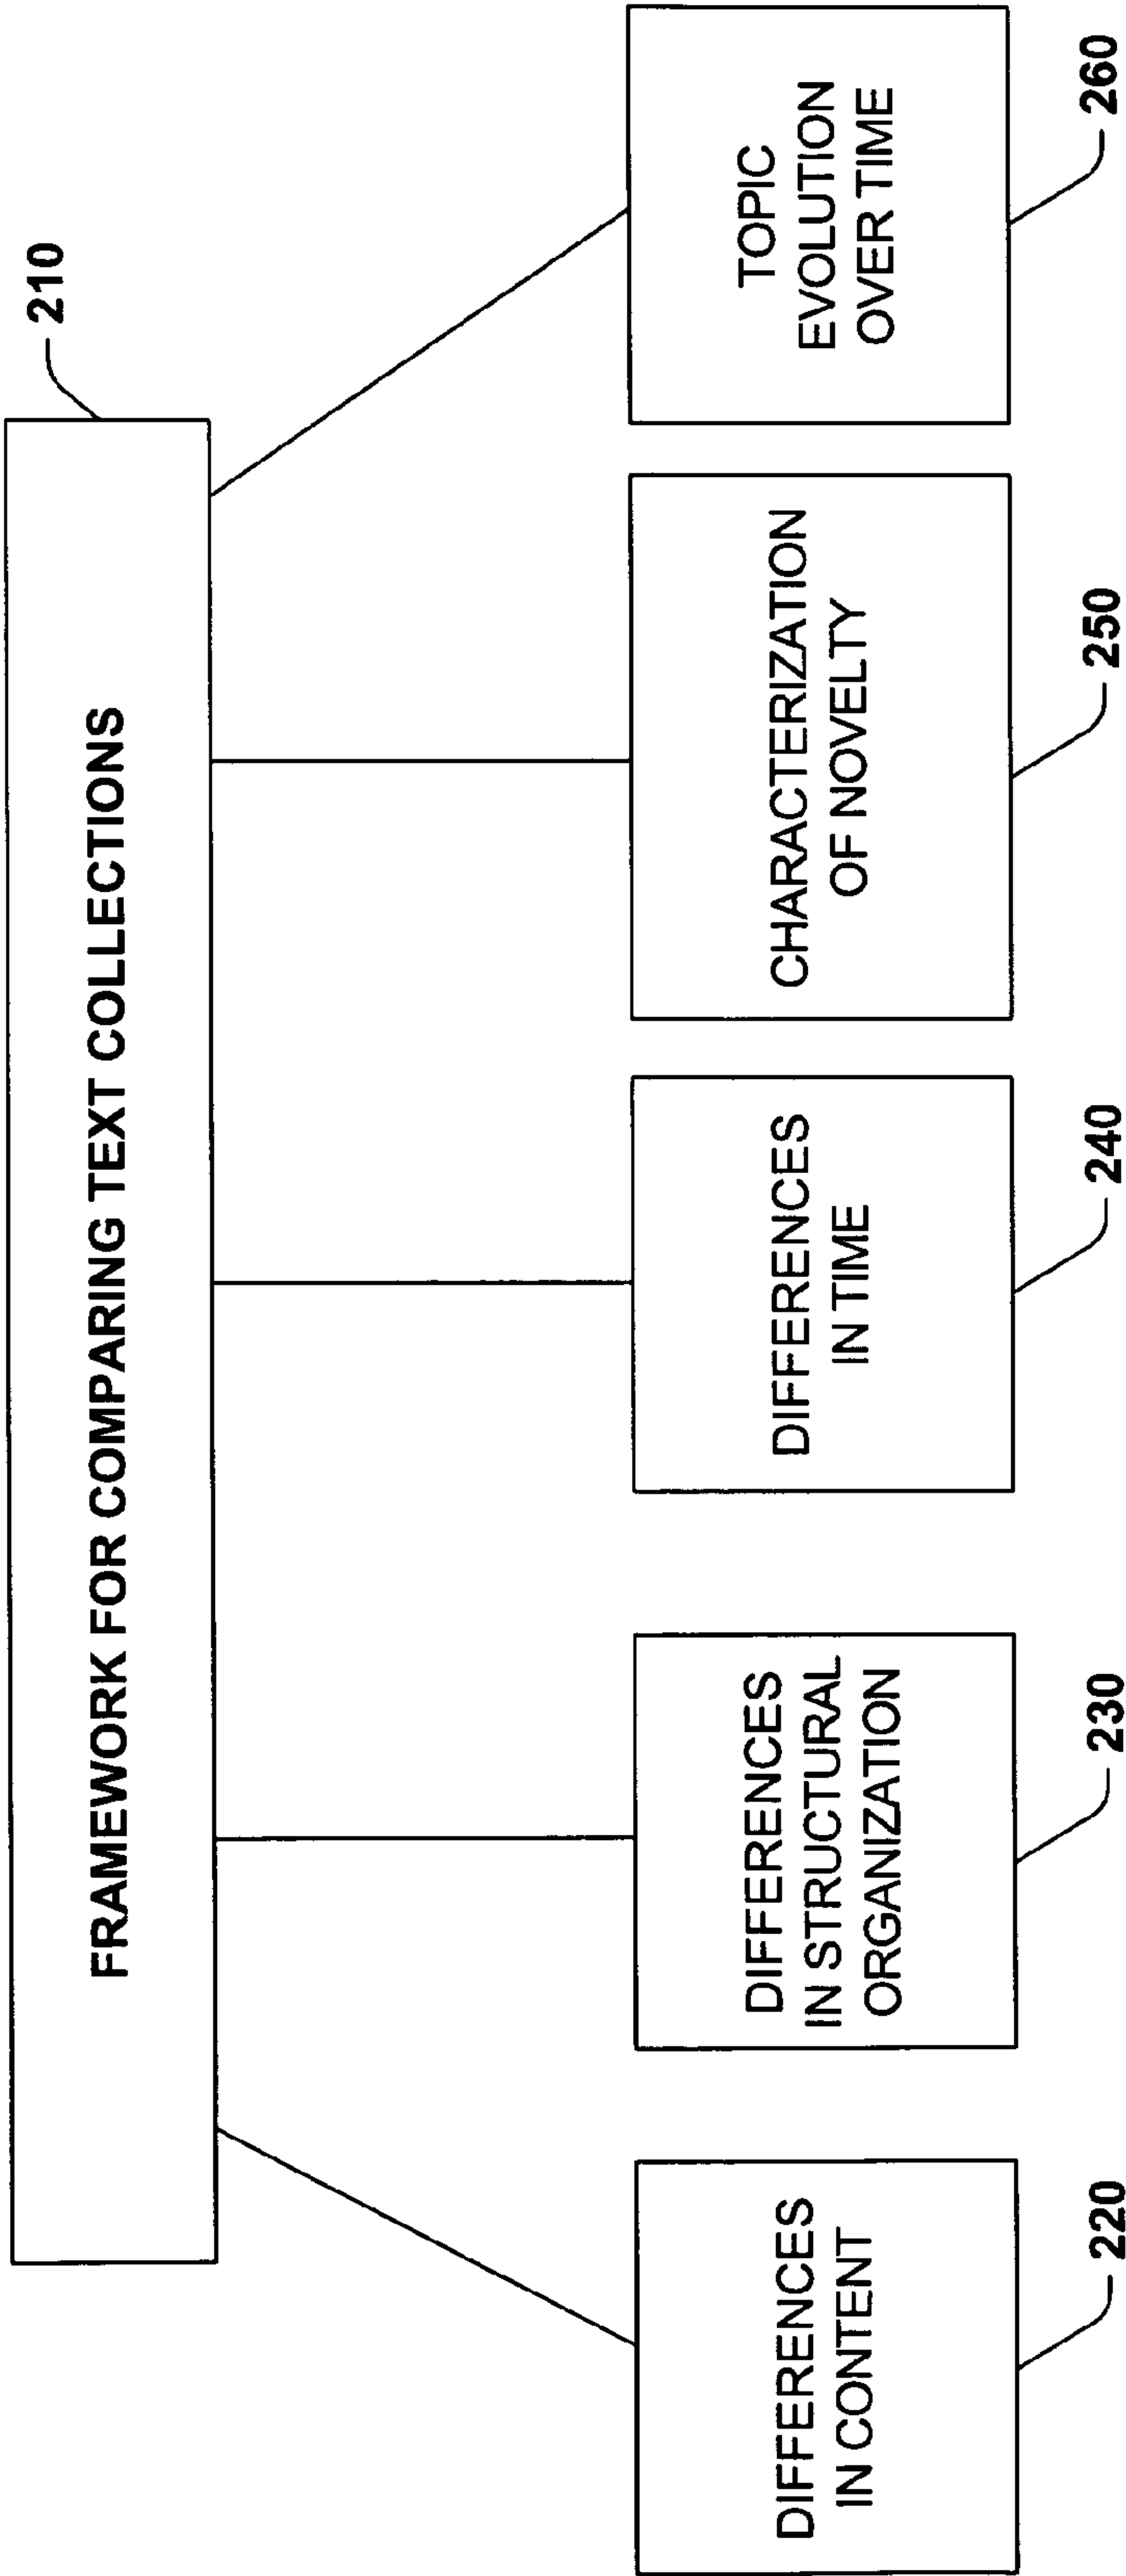 FRAMEWORK FOR COMPARING TEXT COLLECTIONS
210
DIFFERENCES
IN CONTENT
220
DIFFERENCES
IN STRUCTURAL
ORGANIZATION
230
DIFFERENCES
IN TIME
240
CHARACTERIZATION
OF NOVELTY
250
TOPIC
EVOLUTION
OVER TIME
260